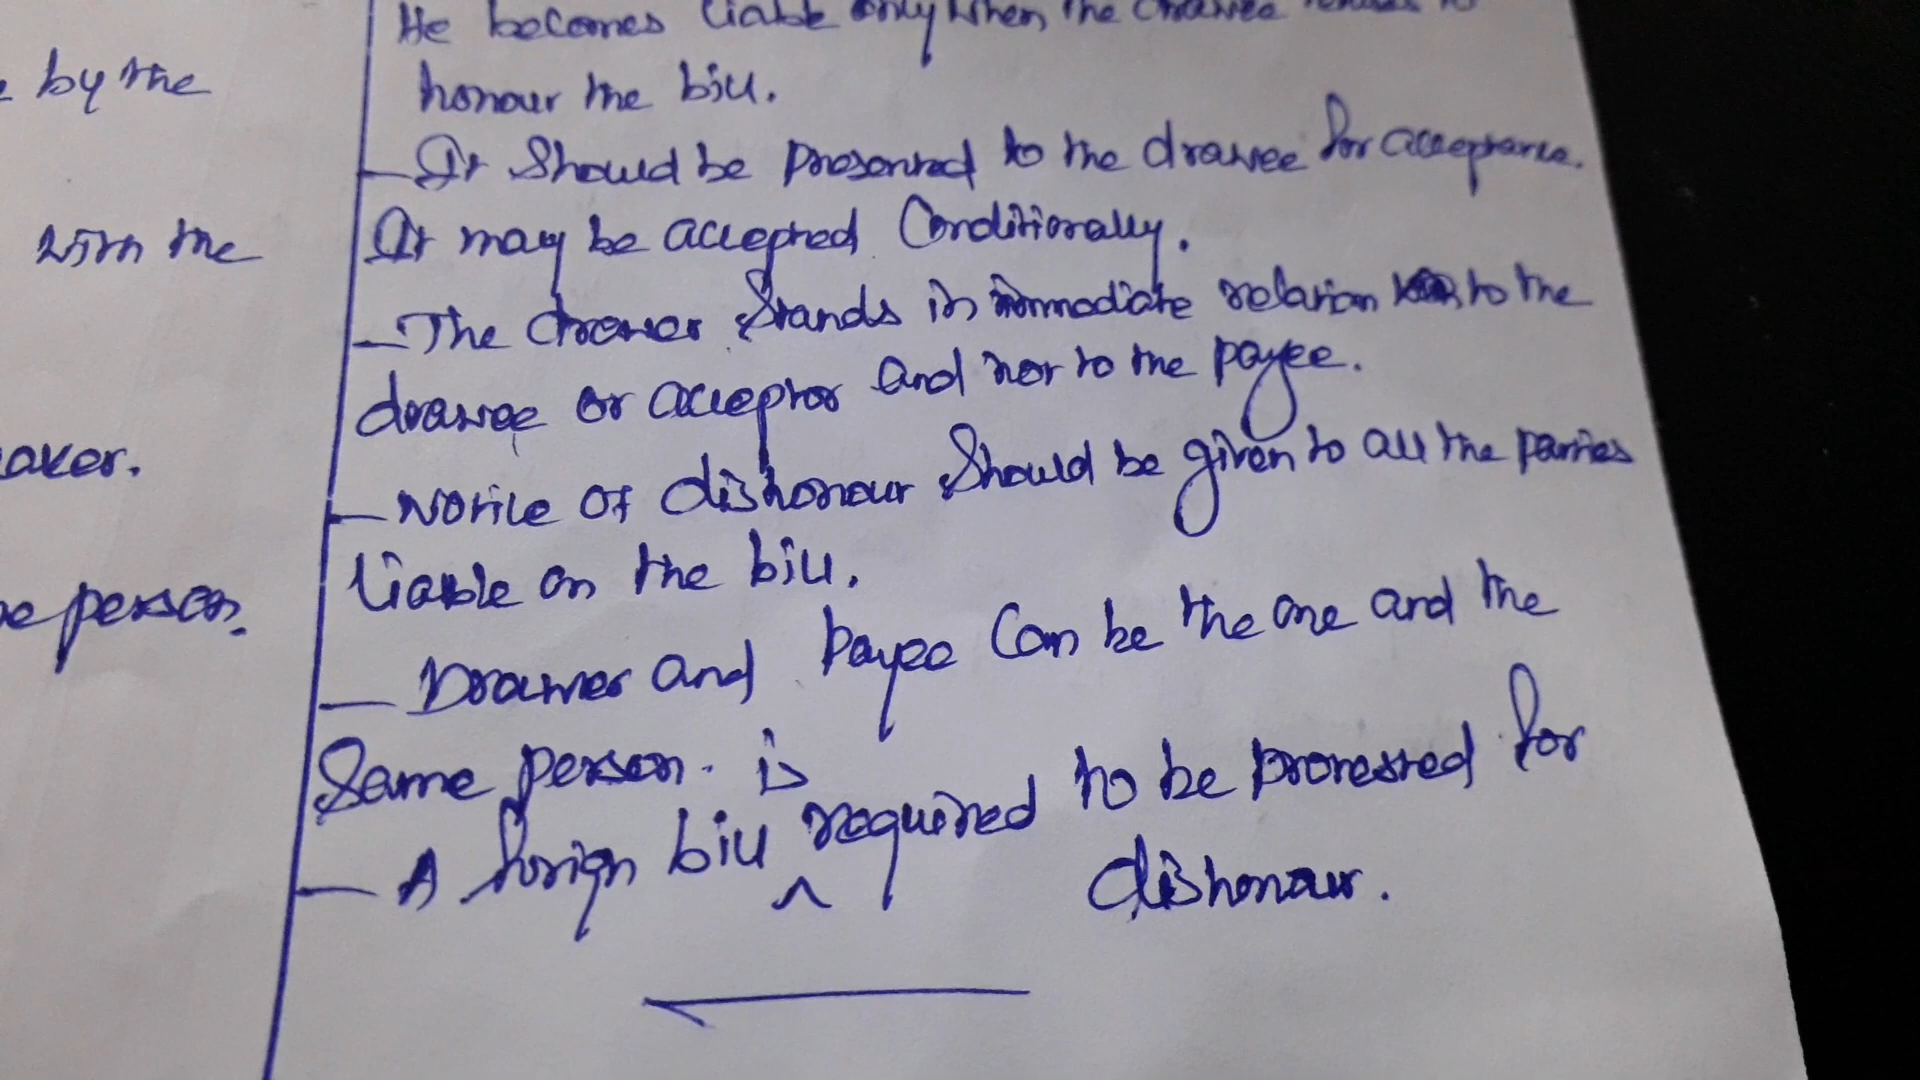 by the
with the
aker.
e person.
He becomes liable only when the drawee refuses to
honour the bill.
- It should be presented to the drawee for acceptance.
It may be accepted Conditionally.
- The drawer stands in immediate relation to the
drawee or acceptor and not to the payee.
- Notice of dishonour should be given to all the parties
liable on the bill.
- Drawer and Payee Can be the one and the
Same person.
- A forign bill is required to be protested for
dishonour.